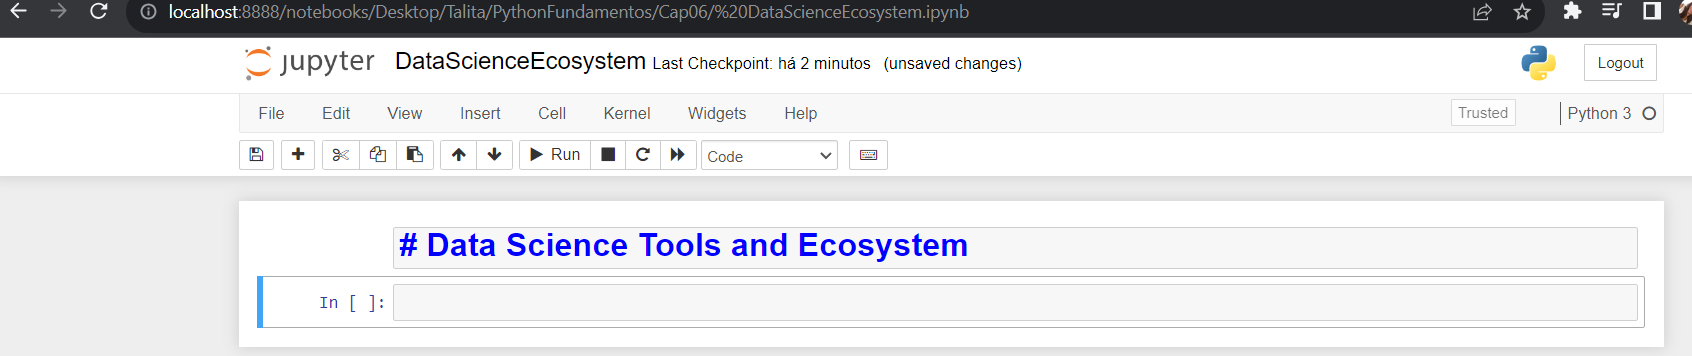 localhost:8888/notebooks/Desktop/Talita/PythonFundamentos/Cap06/%20DataScienceEcosystem.ipynb
jupyter DataScienceEcosystem Last Checkpoint: há 2 minutos (unsaved changes) Logout
File Edit View Insert Cell Kernel Widgets Help Trusted Python 3
Run Code
# Data Science Tools and Ecosystem
In [ ]: